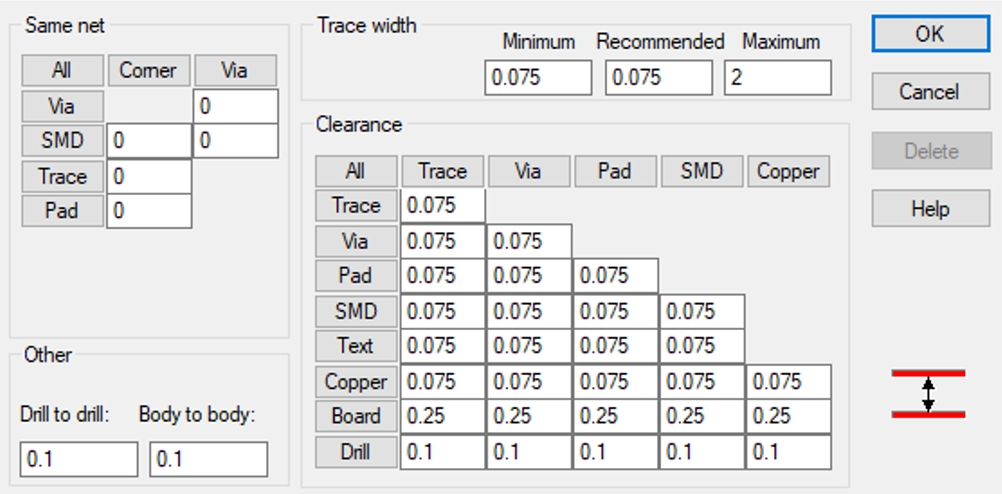 Same net
All Corner Via
Via 0
SMD 0 0
Trace 0
Pad 0
Other
Drill to drill: Body to body:
0.1 0.1
Trace width
Minimum Recommended Maximum
0.075 0.075 2
Clearance
All Trace Via Pad SMD Copper
Trace 0.075
Via 0.075 0.075
Pad 0.075 0.075 0.075
SMD 0.075 0.075 0.075 0.075
Text 0.075 0.075 0.075 0.075
Copper 0.075 0.075 0.075 0.075 0.075
Board 0.25 0.25 0.25 0.25 0.25
Drill 0.1 0.1 0.1 0.1 0.1
OK
Cancel
Delete
Help